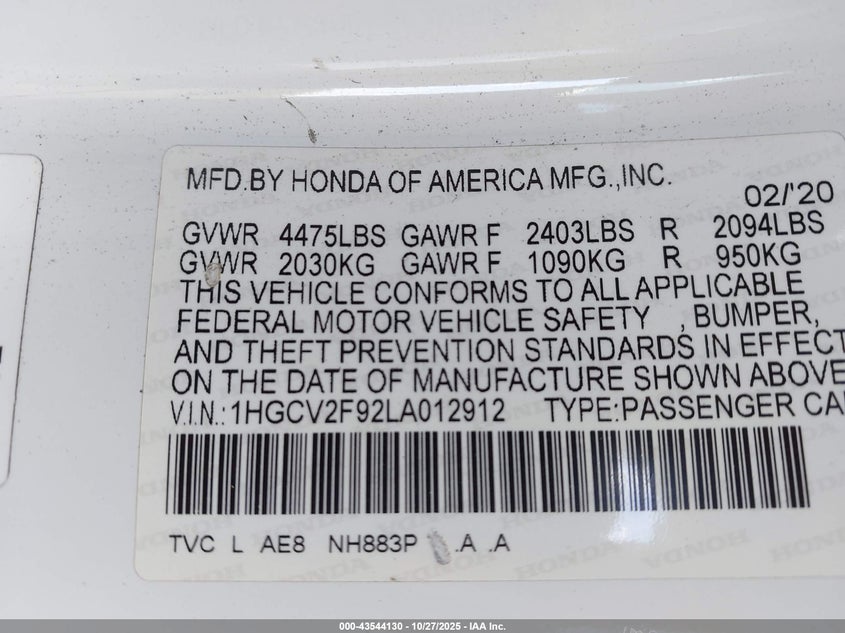 MFD.BY HONDA OF AMERICA MFG.,INC.
02/'20
GVWR 4475LBS GAWR F 2403LBS R 2094LBS
GVWR 2030KG GAWR F 1090KG R 950KG
THIS VEHICLE CONFORMS TO ALL APPLICABLE
FEDERAL MOTOR VEHICLE SAFETY , BUMPER,
AND THEFT PREVENTION STANDARDS IN EFFECT
ON THE DATE OF MANUFACTURE SHOWN ABOVE
V.I.N.: 1HGCV2F92LA012912 TYPE:PASSENGER CA
TVC L AE8 NH883P .A .A
000-43544130 - 10/27/2025 - IAA Inc.